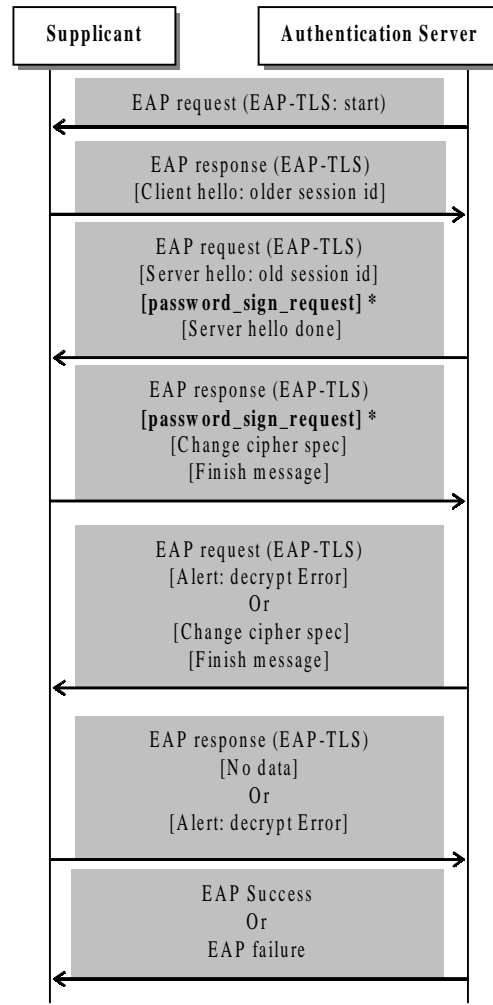 Supplicant
Authentication Server
EAP request (EAP-TLS: start)
EAP response (EAP-TLS)
[Client hello: older session id]
EAP request (EAP-TLS)
[Server hello: old session id]
[password_sign_request] *
[Server hello done]
EAP response (EAP-TLS)
[password_sign_request] *
[Change cipher spec]
[Finish message]
EAP request (EAP-TLS)
[Alert: decrypt Error]
Or
[Change cipher spec]
[Finish message]
EAP response (EAP-TLS)
[No data]
Or
[Alert: decrypt Error]
EAP Success
Or
EAP failure